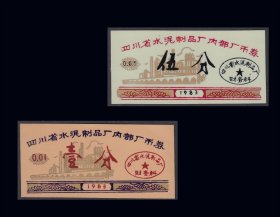 四川省水泥制品厂内部厂币券
0.05
伍分
四川省水泥制品厂
财务科
1983
四川省水泥制品厂内部厂币券
0.01
壹分
四川省水泥制品厂
财务科
1983